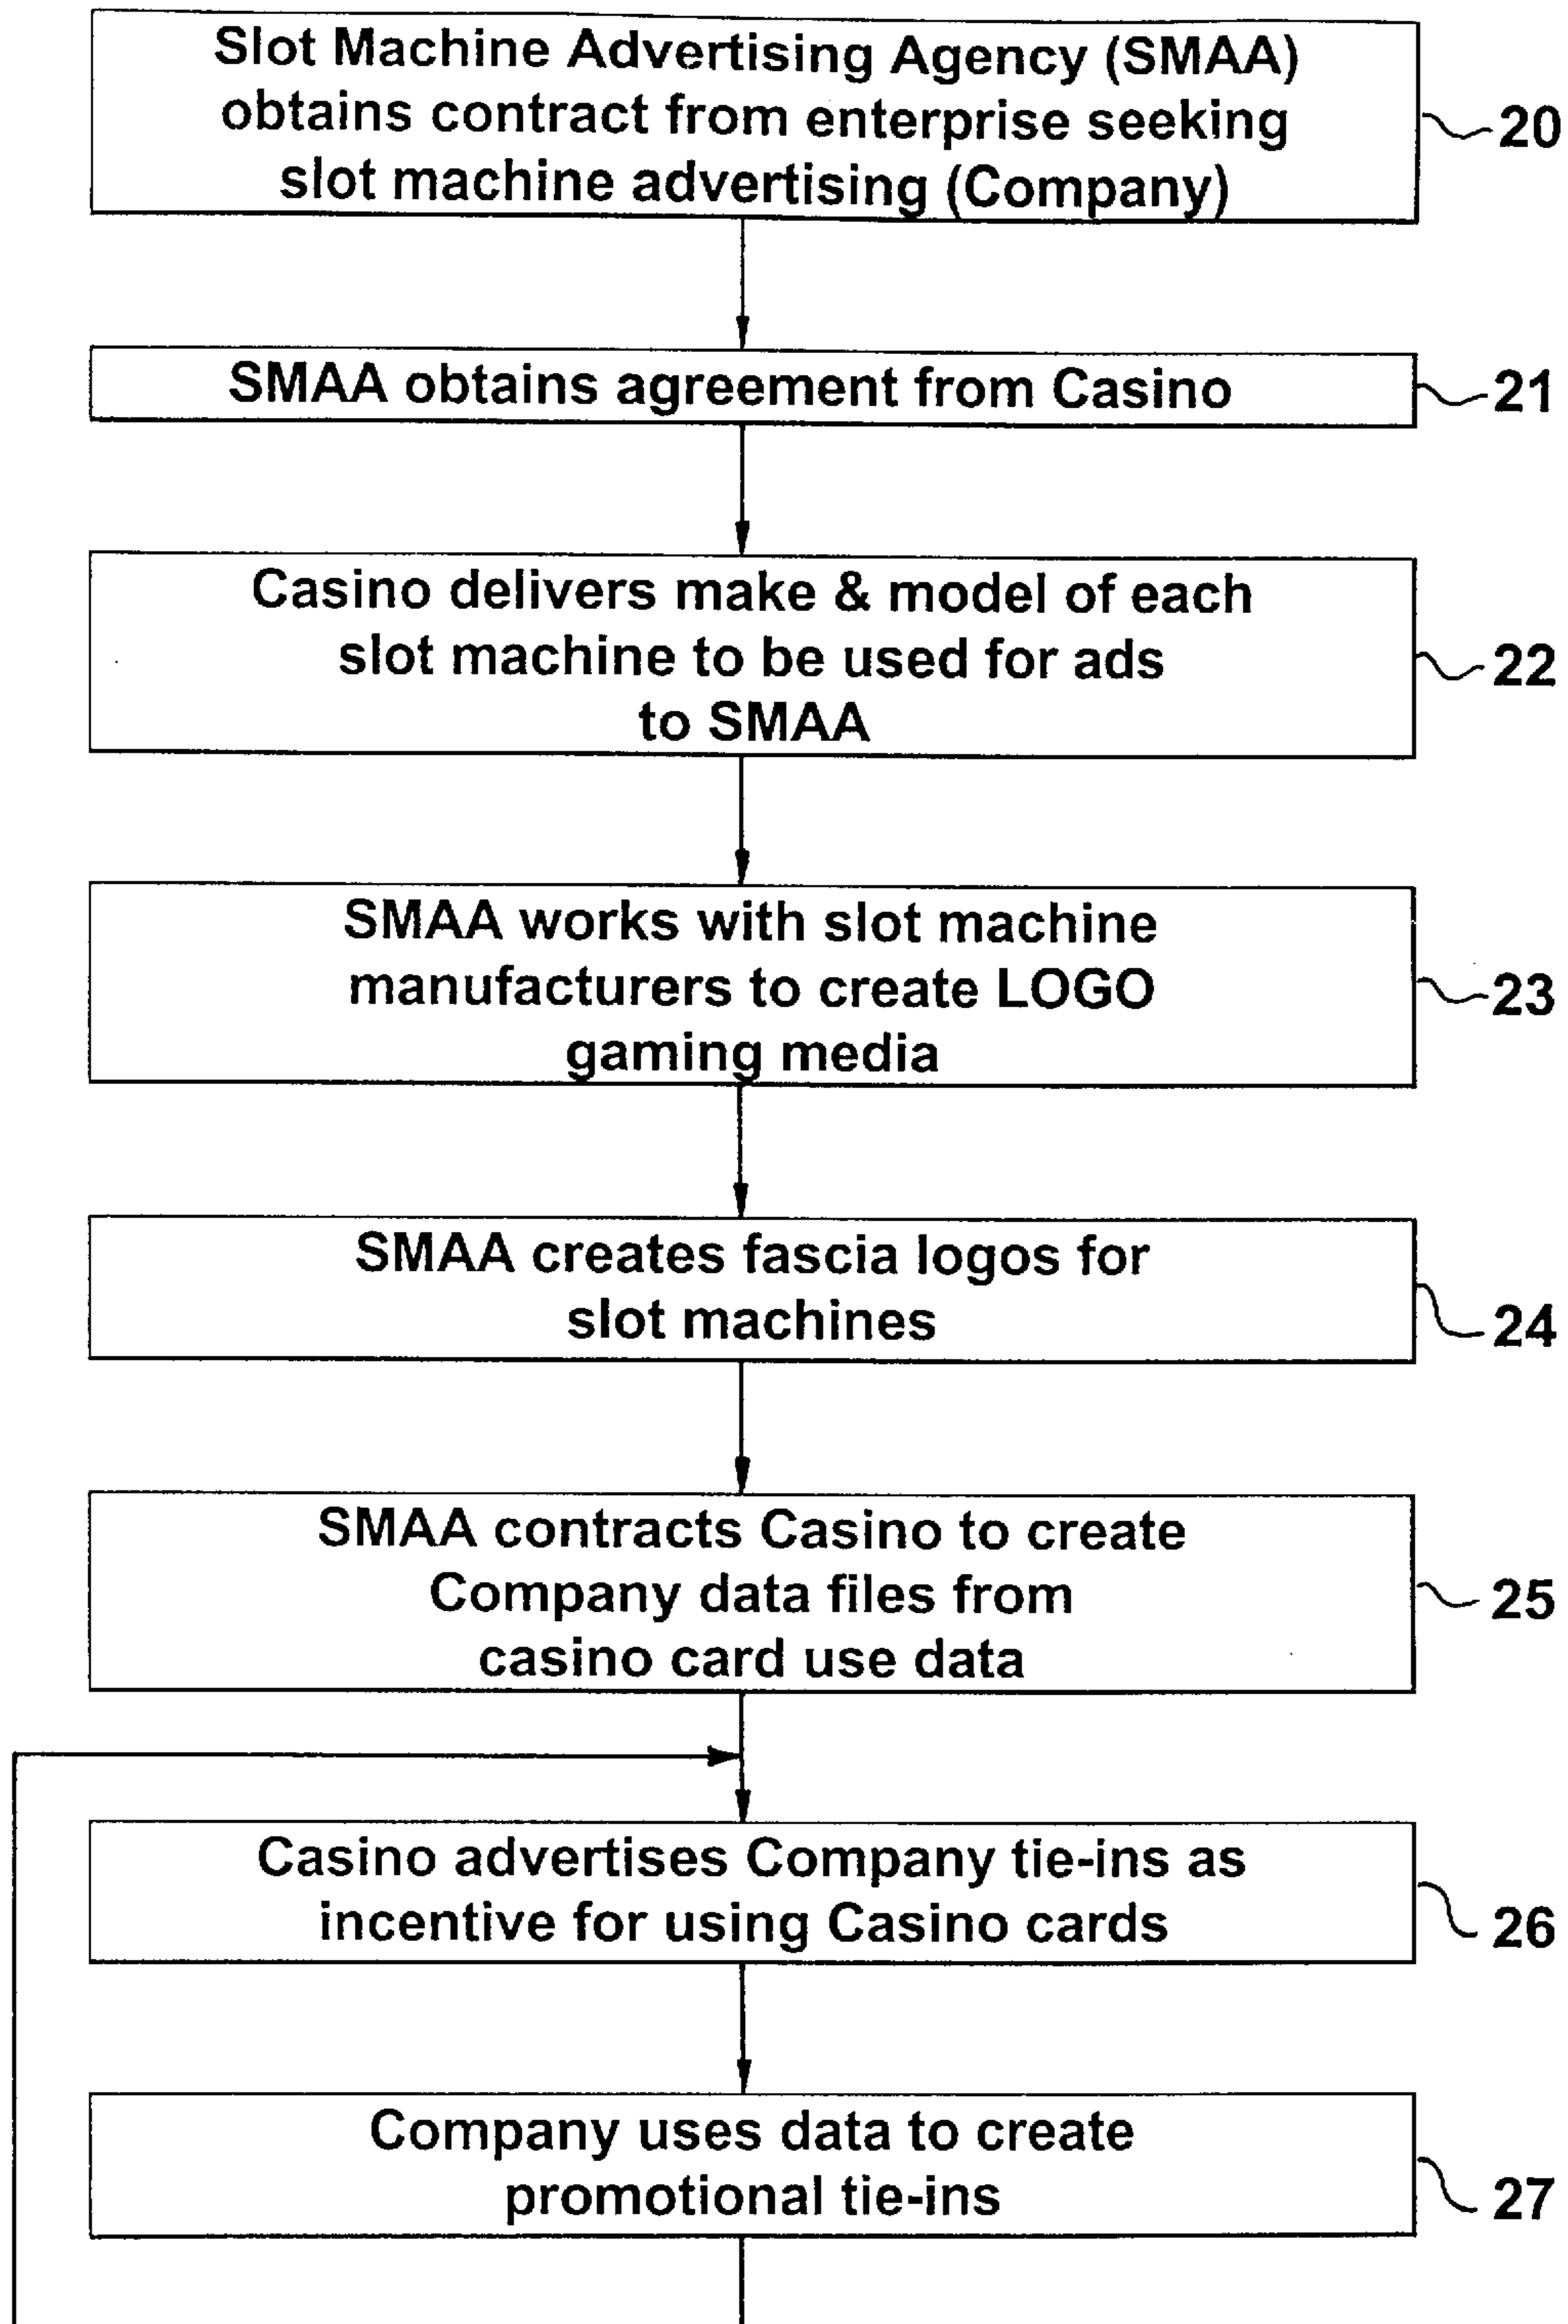 Slot Machine Advertising Agency (SMAA)
obtains contract from enterprise seeking
slot machine advertising (Company)
20
SMAA obtains agreement from Casino
21
Casino delivers make & model of each
slot machine to be used for ads
to SMAA
22
SMAA works with slot machine
manufacturers to create LOGO
gaming media
23
SMAA creates fascia logos for
slot machines
24
SMAA contracts Casino to create
Company data files from
casino card use data
25
Casino advertises Company tie-ins as
incentive for using Casino cards
26
Company uses data to create
promotional tie-ins
27